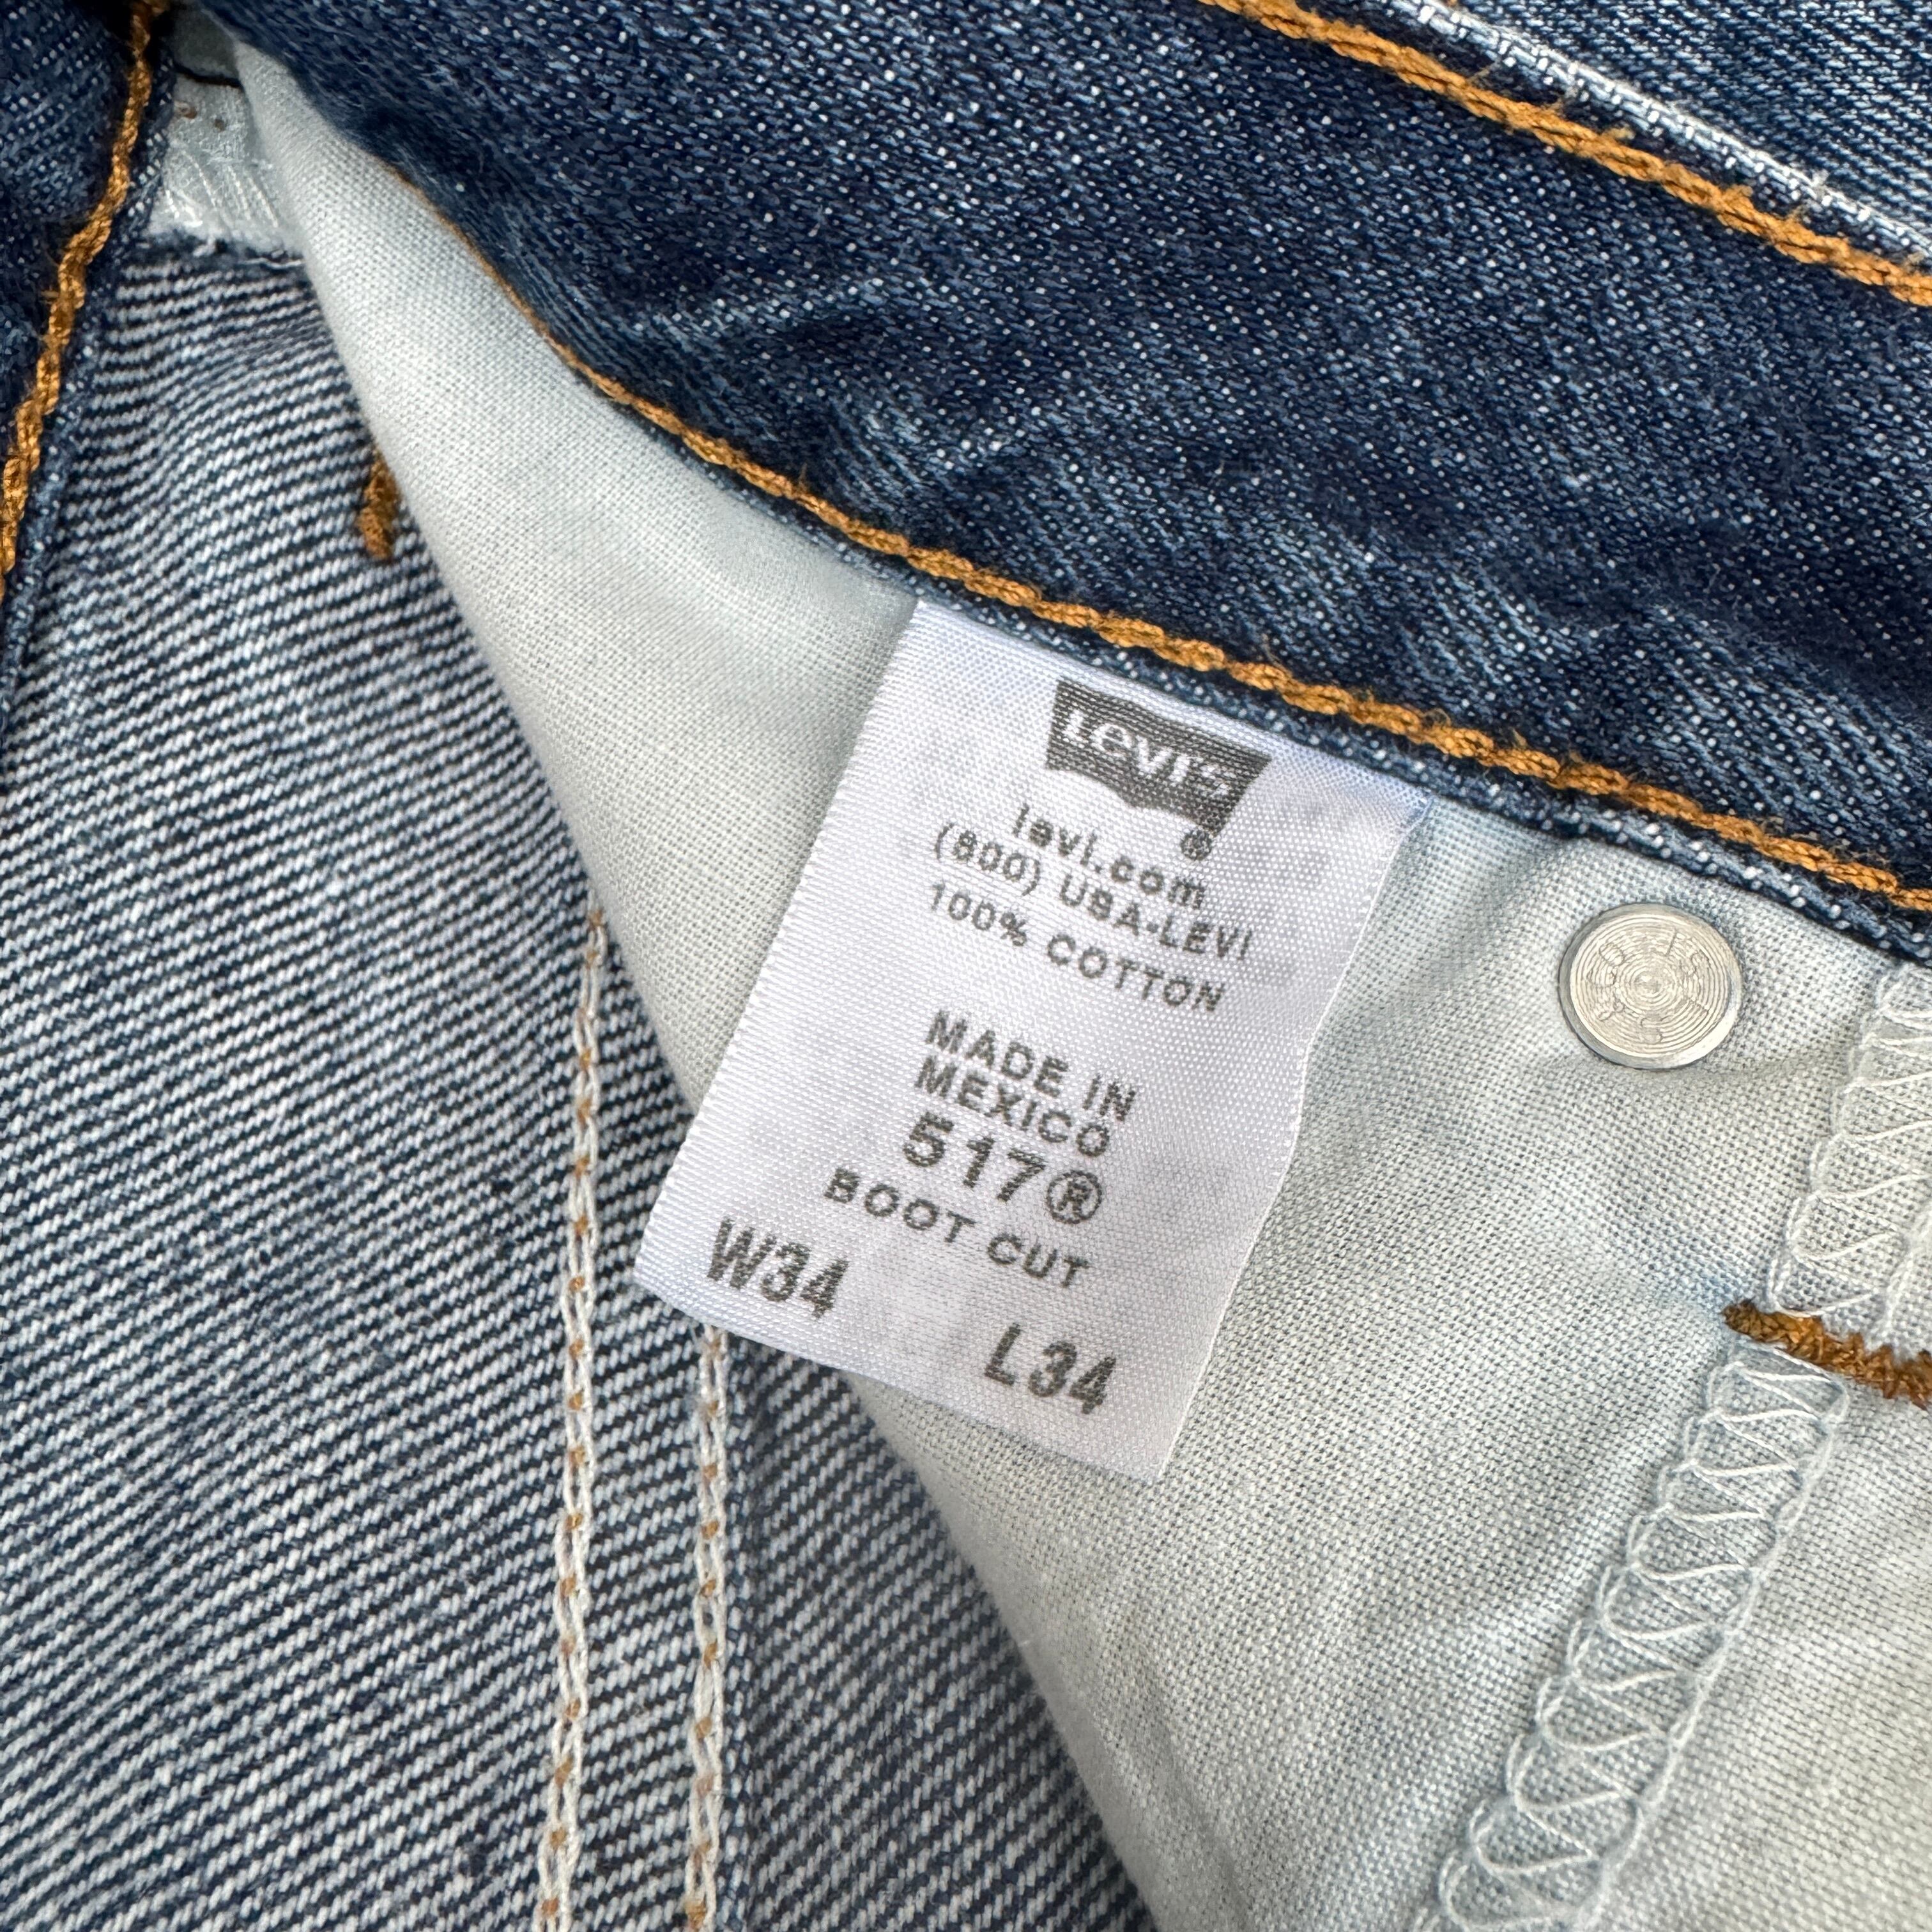 Levi's
®
levi.com
(800) USA-LEVI
100% COTTON
MADE IN
MEXICO
517®
BOOT CUT
W34
L34